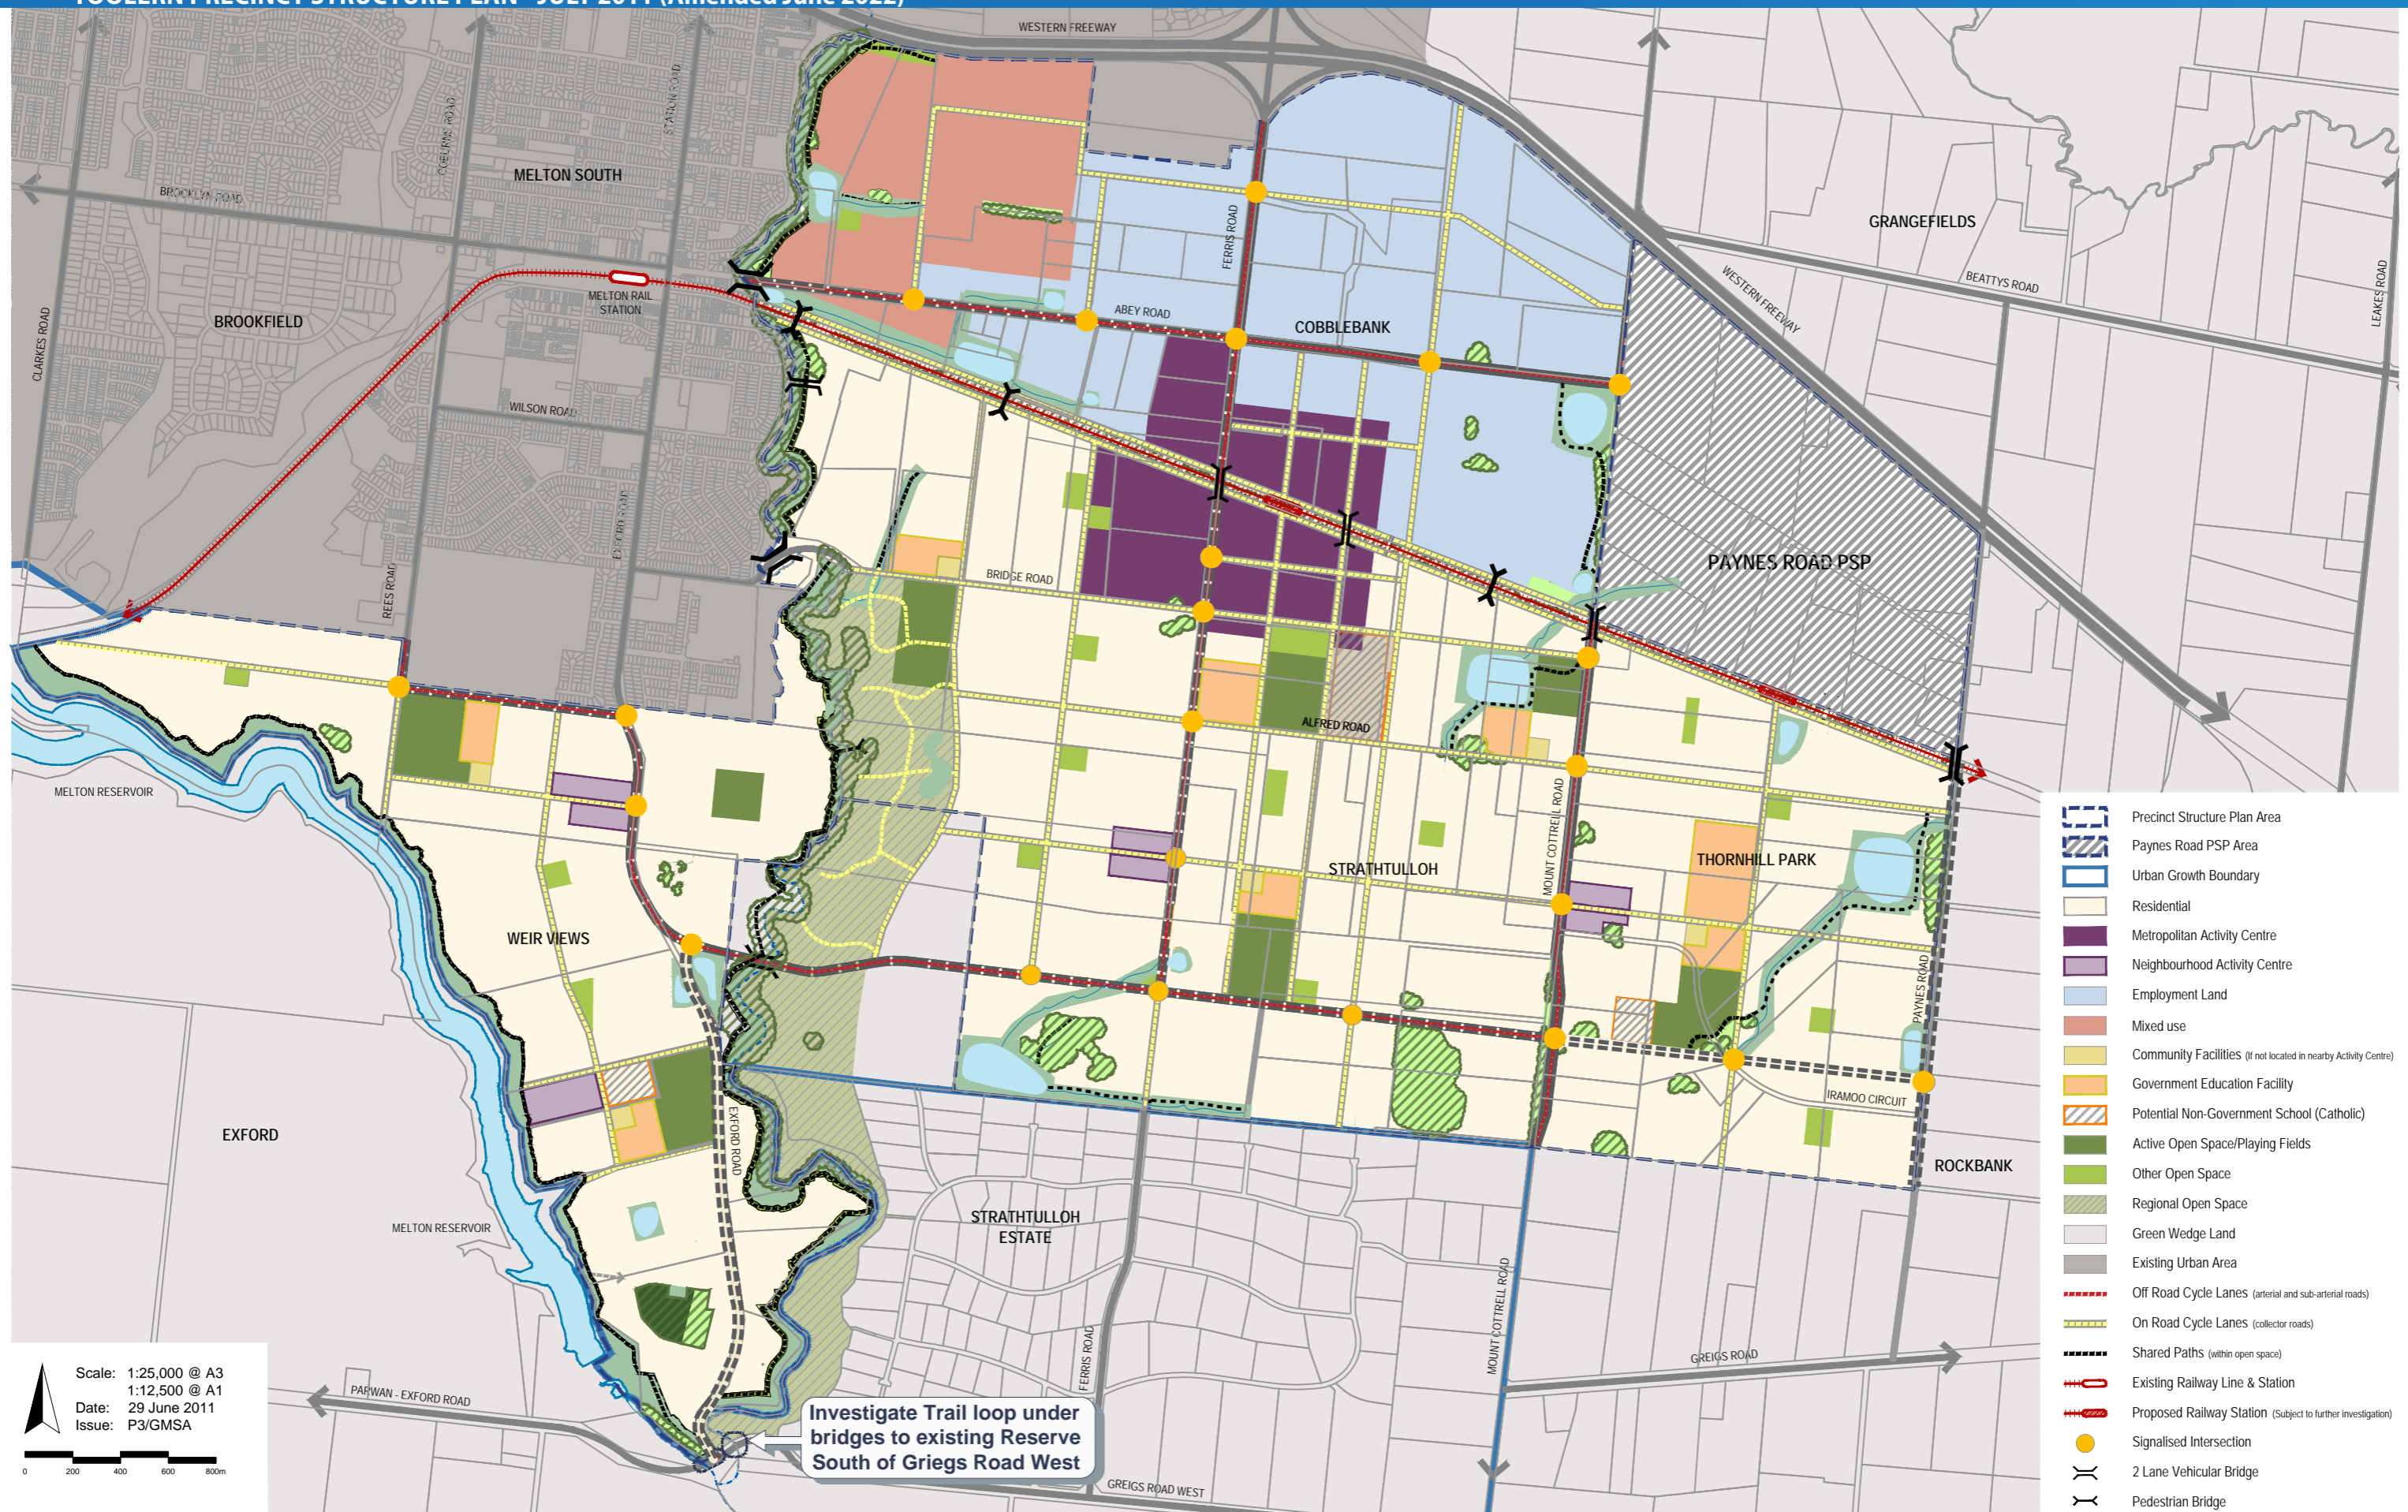 TOOLERN PRECINCT STRUCTURE PLAN - JULY 2011 (Amended June 2022)
WESTERN FREEWAY
STATION ROAD
COBURNS ROAD
MELTON SOUTH
BROOKLYN ROAD
GRANGEFIELDS
FERRIS ROAD
WESTERN FREEWAY
BEATTYS ROAD
LEAKES ROAD
MELTON RAIL
STATION
BROOKFIELD
ABEY ROAD
COBBLEBANK
CLARKES ROAD
WILSON ROAD
EXFORD ROAD
PAYNES ROAD PSP
REES ROAD
BRIDGE ROAD
ALFRED ROAD
MELTON RESERVOIR
MOUNT COTTRELL ROAD
STRATHTULLOH
THORNHILL PARK
WEIR VIEWS
PAYNES ROAD
IRAMOO CIRCUIT
EXFORD
EXFORD ROAD
ROCKBANK
MELTON RESERVOIR
STRATHTULLOH
ESTATE
FERRIS ROAD
MOUNT COTTRELL ROAD
GREIGS ROAD
PARWAN - EXFORD ROAD
GREIGS ROAD WEST
Investigate Trail loop under
bridges to existing Reserve
South of Griegs Road West
Scale: 1:25,000 @ A3
1:12,500 @ A1
Date: 29 June 2011
Issue: P3/GMSA
0 200 400 600 800m
Precinct Structure Plan Area
Paynes Road PSP Area
Urban Growth Boundary
Residential
Metropolitan Activity Centre
Neighbourhood Activity Centre
Employment Land
Mixed use
Community Facilities (If not located in nearby Activity Centre)
Government Education Facility
Potential Non-Government School (Catholic)
Active Open Space/Playing Fields
Other Open Space
Regional Open Space
Green Wedge Land
Existing Urban Area
Off Road Cycle Lanes (arterial and sub-arterial roads)
On Road Cycle Lanes (collector roads)
Shared Paths (within open space)
Existing Railway Line & Station
Proposed Railway Station (Subject to further investigation)
Signalised Intersection
2 Lane Vehicular Bridge
Pedestrian Bridge